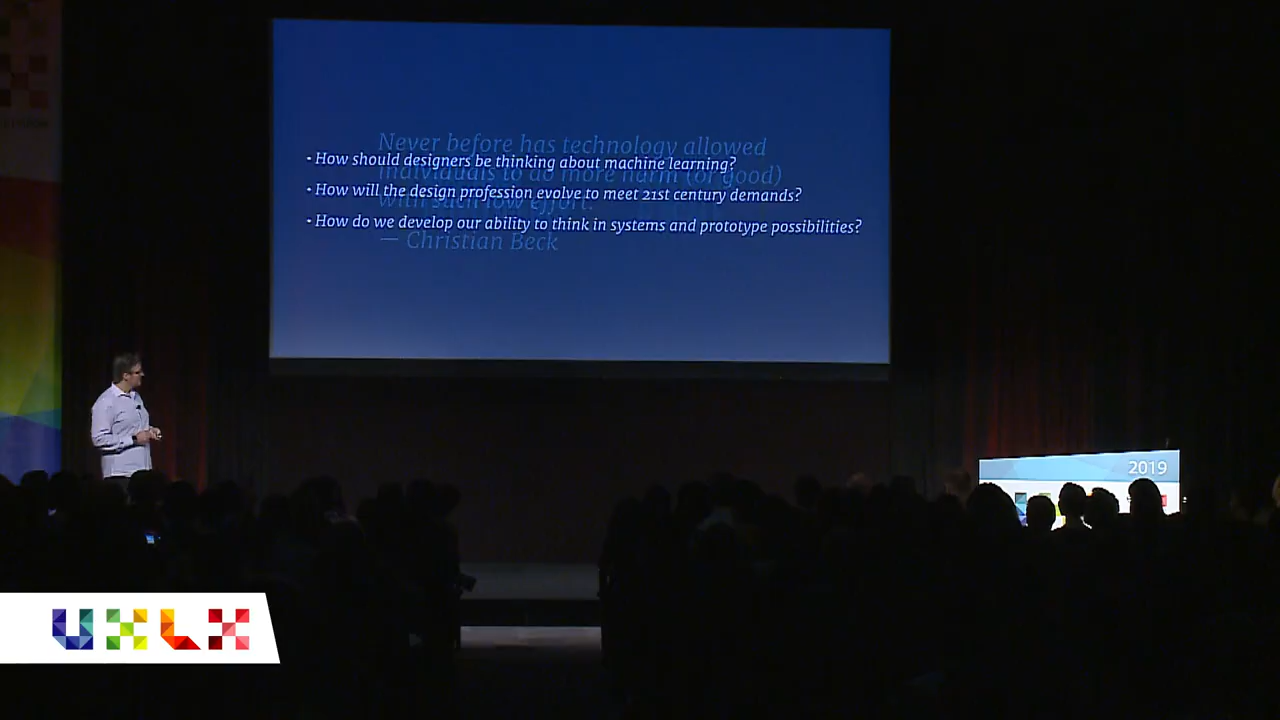 Never before has technology allowed
• How should designers be thinking about machine learning?
individuals to do more harm (or good)
• How will the design profession evolve to meet 21st century demands?
with such low effort.
• How do we develop our ability to think in systems and prototype possibilities?
— Christian Beck
2019
UXLX